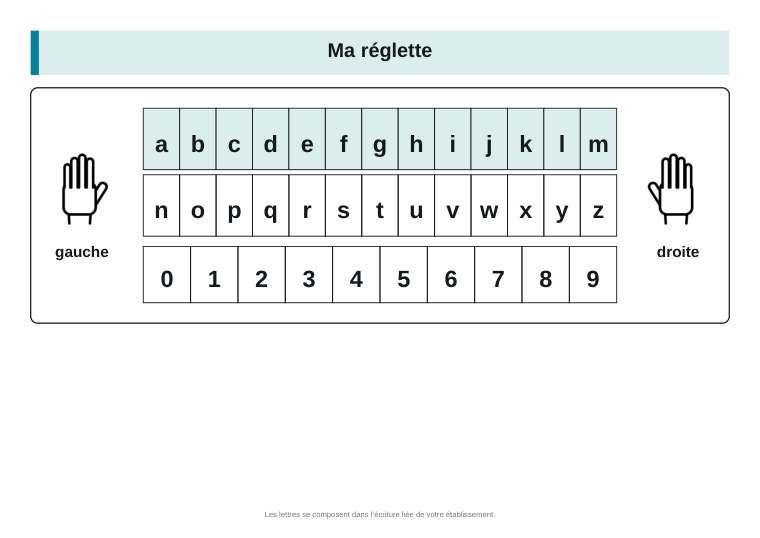 Ma réglette
a b c d e f g h i j k l m
n o p q r s t u v w x y z
gauche
droite
0 1 2 3 4 5 6 7 8 9
Les lettres se composent dans l'écriture liée de votre établissement.